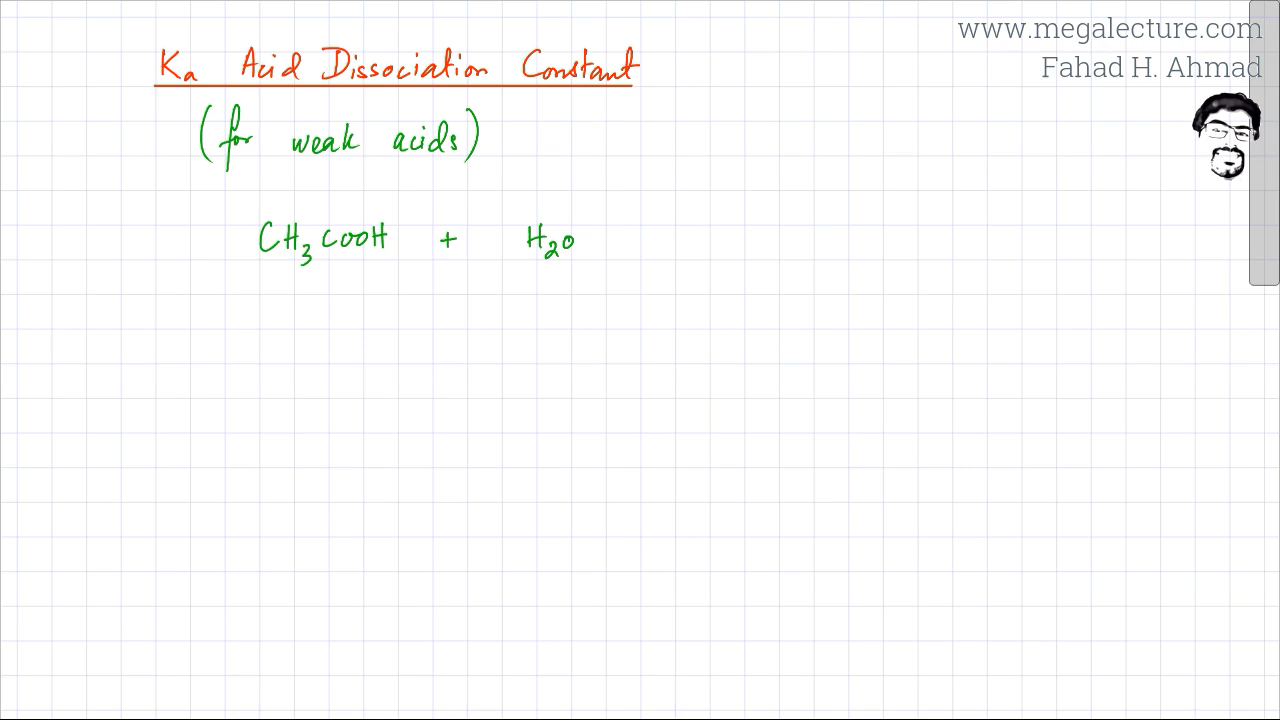 www.megalecture.com
Fahad H. Ahmad
Ka Acid Dissociation Constant
(for weak acids)
CH3COOH + H2O